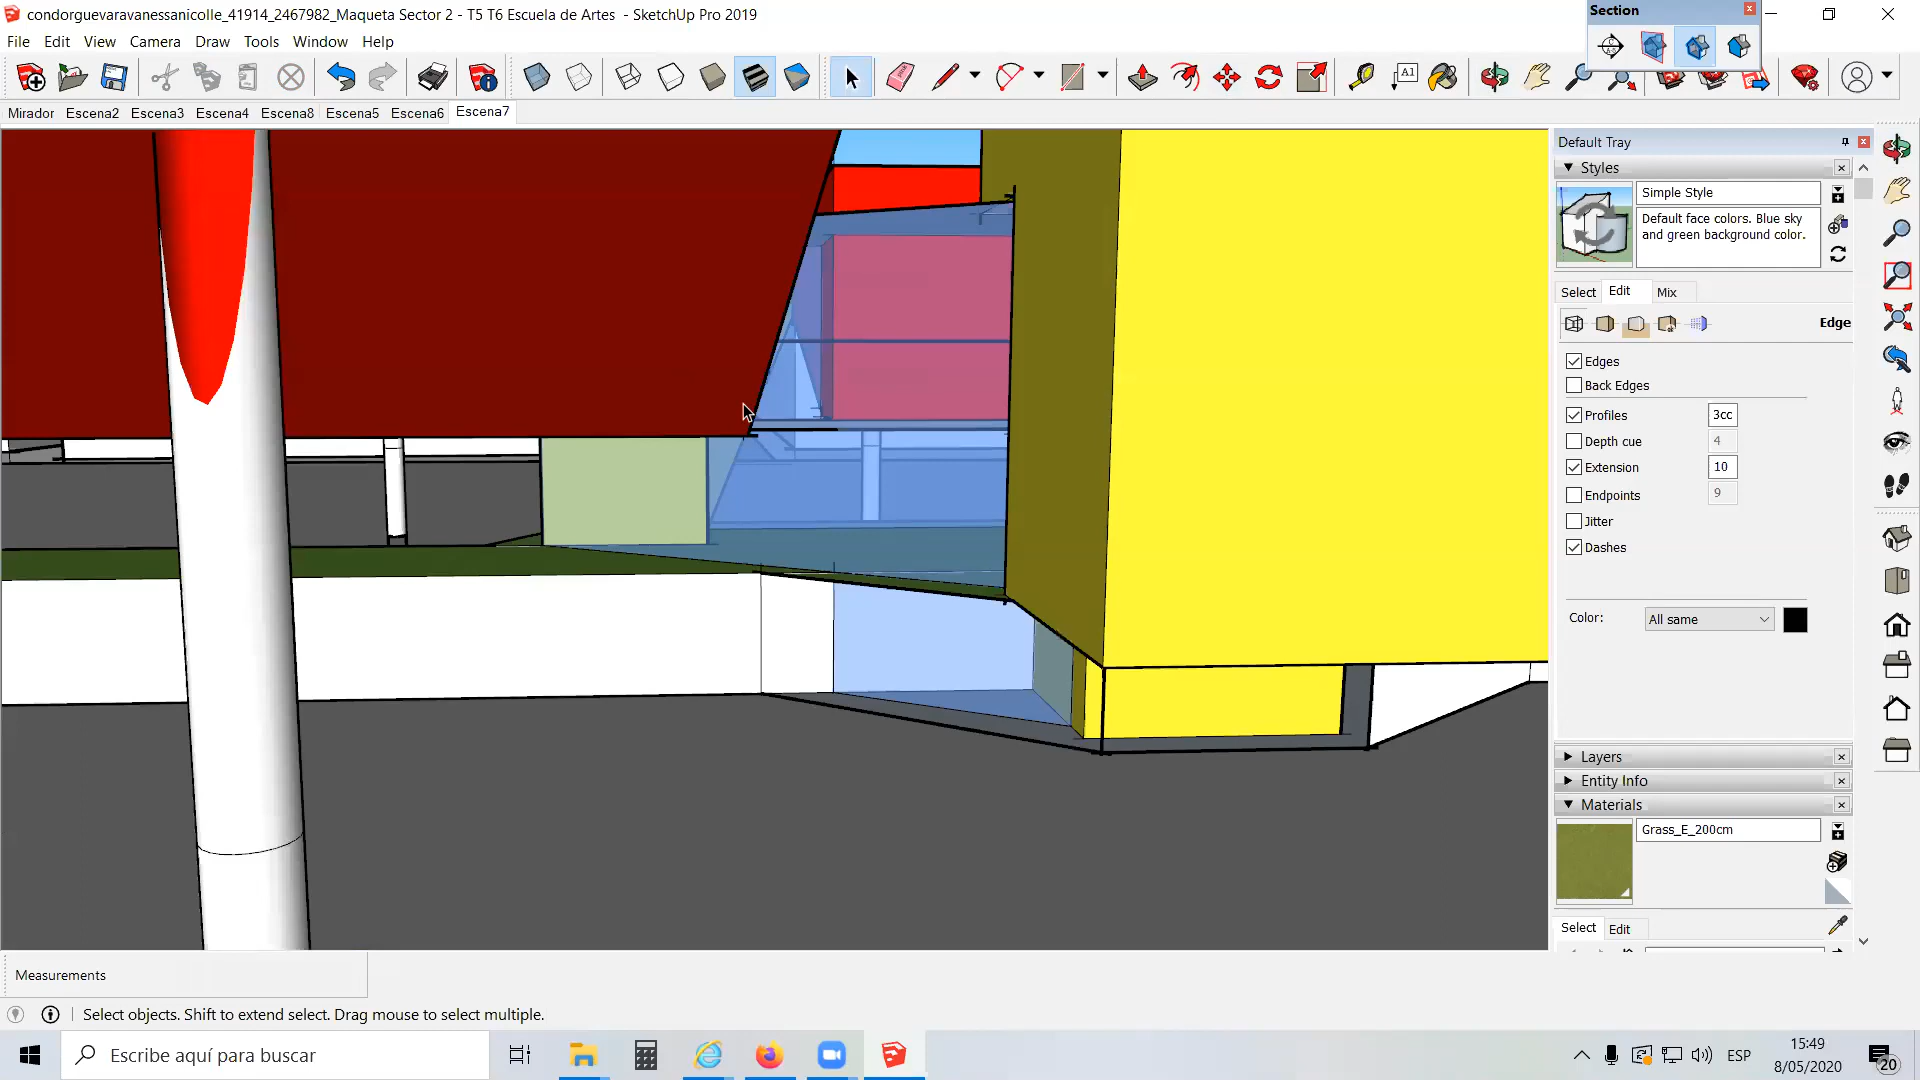 condorguevaravanessanicolle_41914_2467982_Maqueta Sector 2 - T5 T6 Escuela de Artes - SketchUp Pro 2019
Section
File Edit View Camera Draw Tools Window Help
A1
Mirador Escena2 Escena3 Escena4 Escena8 Escena5 Escena6 Escena7
Default Tray
Styles
Simple Style
Default face colors. Blue sky
and green background color.
Select Edit Mix
Edge
Edges
Back Edges
Profiles 3cc
Depth cue 4
Extension 10
Endpoints 9
Jitter
Dashes
Color: All same
Layers
Entity Info
Materials
Grass_E_200cm
Select Edit
Measurements
Select objects. Shift to extend select. Drag mouse to select multiple.
Escribe aquí para buscar
ESP
15:49
8/05/2020
20